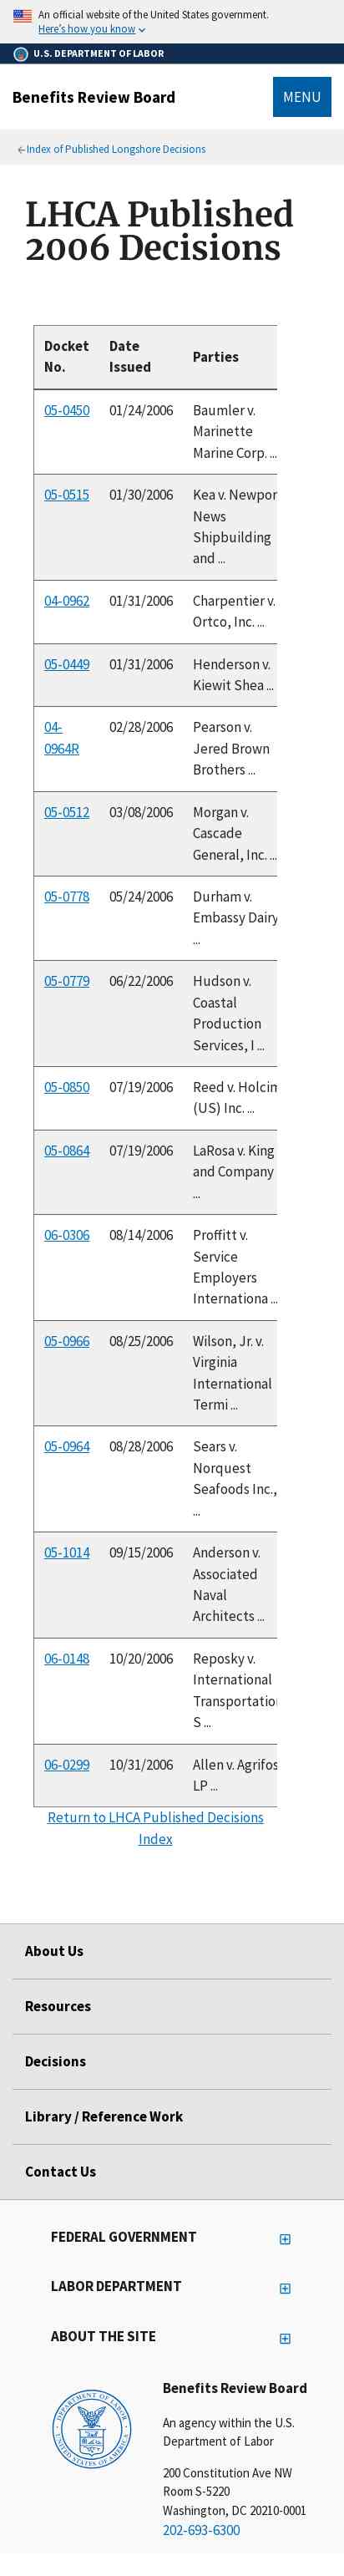 An official website of the United States government.
Here's how you know
U.S. DEPARTMENT OF LABOR
Benefits Review Board
MENU
Index of Published Longshore Decisions
LHCA Published
2006 Decisions
Docket No. Date Issued Parties
05-0450 01/24/2006 Baumler v.
Marinette
Marine Corp. ...
05-0515 01/30/2006 Kea v. Newpor
News
Shipbuilding
and ...
04-0962 01/31/2006 Charpentier v.
Ortco, Inc. ...
05-0449 01/31/2006 Henderson v.
Kiewit Shea ...
04-
0964R 02/28/2006 Pearson v.
Jered Brown
Brothers ...
05-0512 03/08/2006 Morgan v.
Cascade
General, Inc. ...
05-0778 05/24/2006 Durham v.
Embassy Dairy
...
05-0779 06/22/2006 Hudson v.
Coastal
Production
Services, I ...
05-0850 07/19/2006 Reed v. Holcim
(US) Inc. ...
05-0864 07/19/2006 LaRosa v. King
and Company
...
06-0306 08/14/2006 Proffitt v.
Service
Employers
Internationa ...
05-0966 08/25/2006 Wilson, Jr. v.
Virginia
International
Termi ...
05-0964 08/28/2006 Sears v.
Norquest
Seafoods Inc.,
...
05-1014 09/15/2006 Anderson v.
Associated
Naval
Architects ...
06-0148 10/20/2006 Reposky v.
International
Transportation
S ...
06-0299 10/31/2006 Allen v. Agrifos
LP ...
Return to LHCA Published Decisions
Index
About Us
Resources
Decisions
Library / Reference Work
Contact Us
FEDERAL GOVERNMENT
LABOR DEPARTMENT
ABOUT THE SITE
DEPARTMENT OF LABOR
UNITED STATES OF AMERICA
Benefits Review Board
An agency within the U.S.
Department of Labor
200 Constitution Ave NW
Room S-5220
Washington, DC 20210-0001
202-693-6300